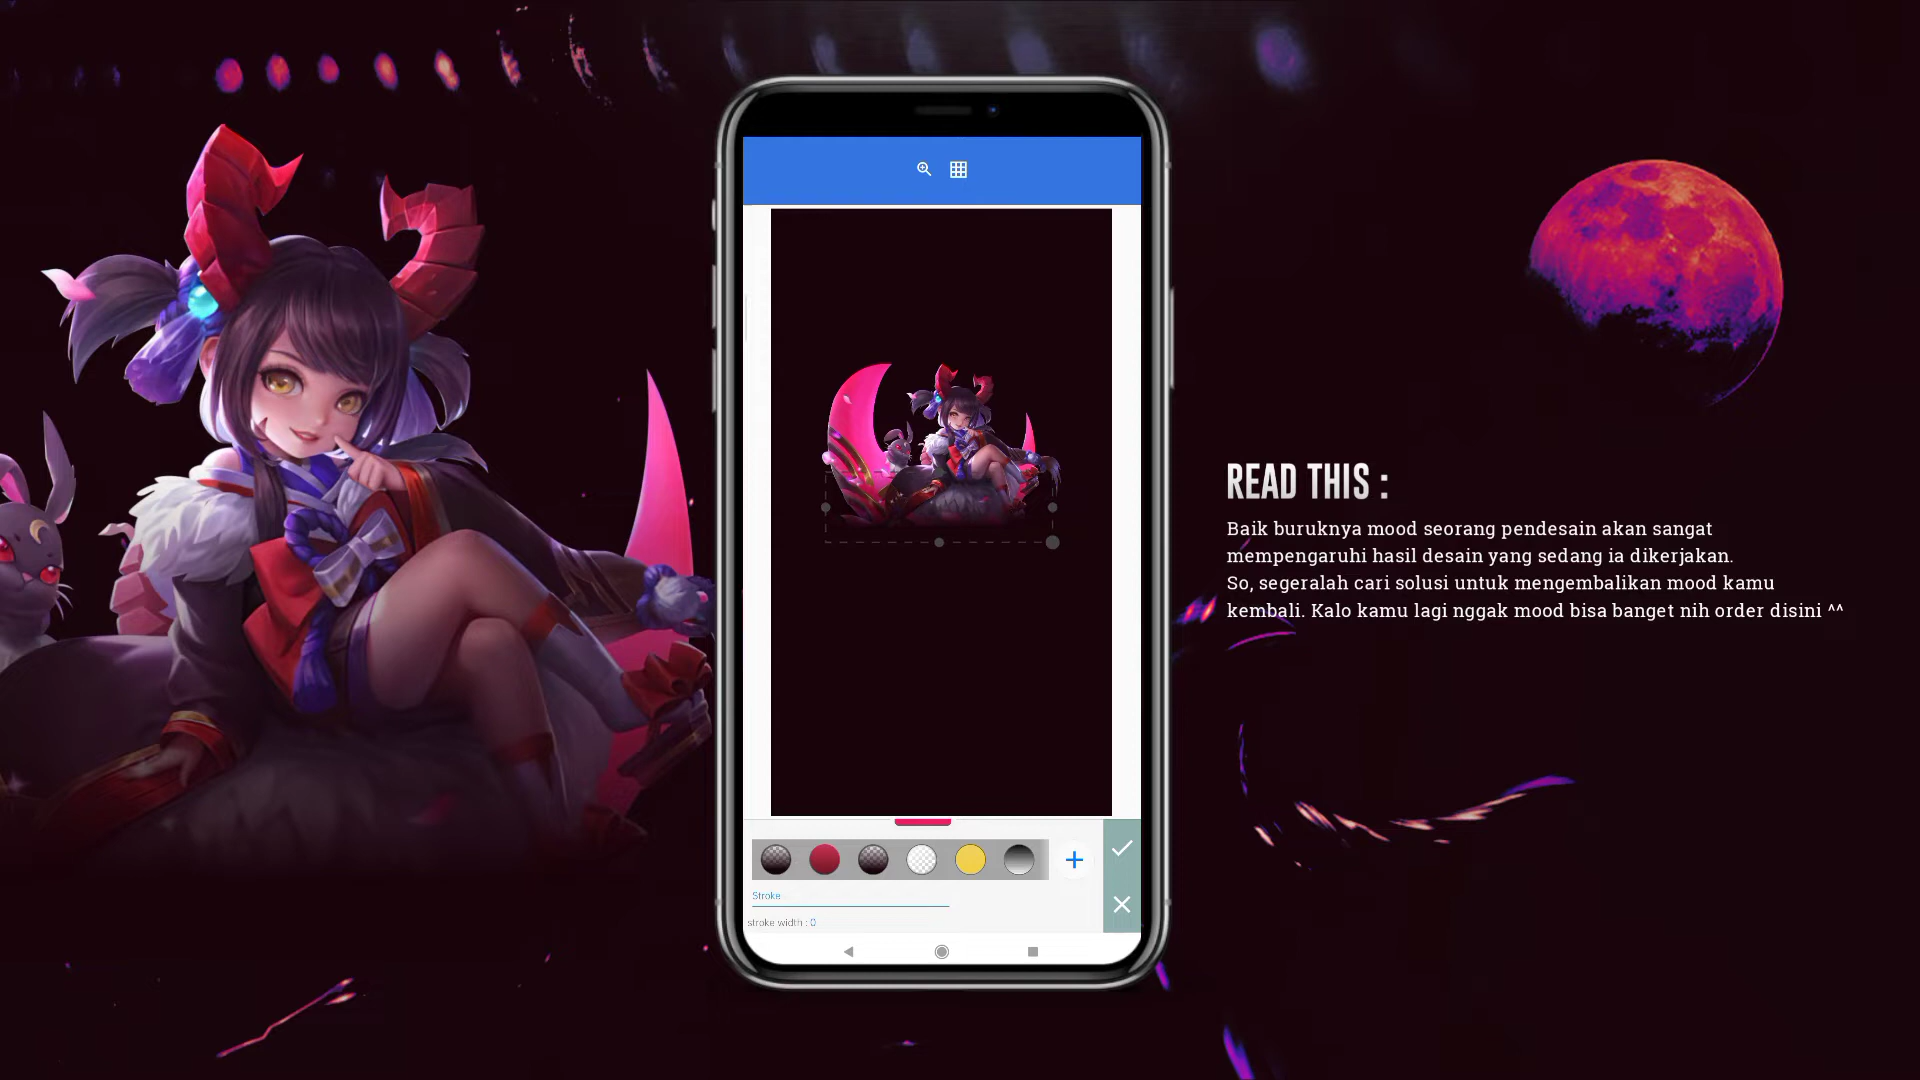 READ THIS :
Baik buruknya mood seorang pendesain akan sangat
mempengaruhi hasil desain yang sedang ia dikerjakan.
So, segeralah cari solusi untuk mengembalikan mood kamu
kembali. Kalo kamu lagi nggak mood bisa banget nih order disini ^^
Stroke
stroke width : 0